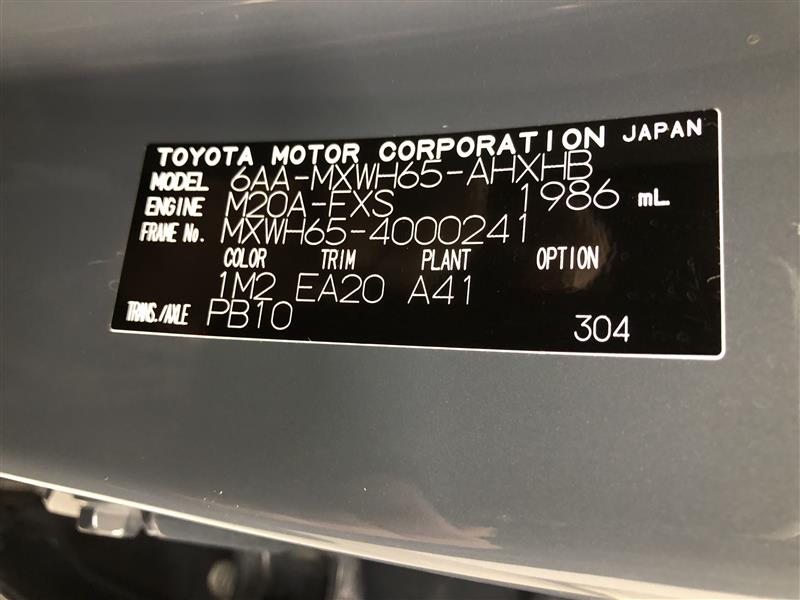 TOYOTA MOTOR CORPORATION JAPAN
MODEL 6AA-MXWH65-AHXHB
ENGINE M20A-FXS 1986 mL
FRAME No. MXWH65-4000241
COLOR TRIM PLANT OPTION
1M2 EA20 A41
TRANS./AXLE PB10 304